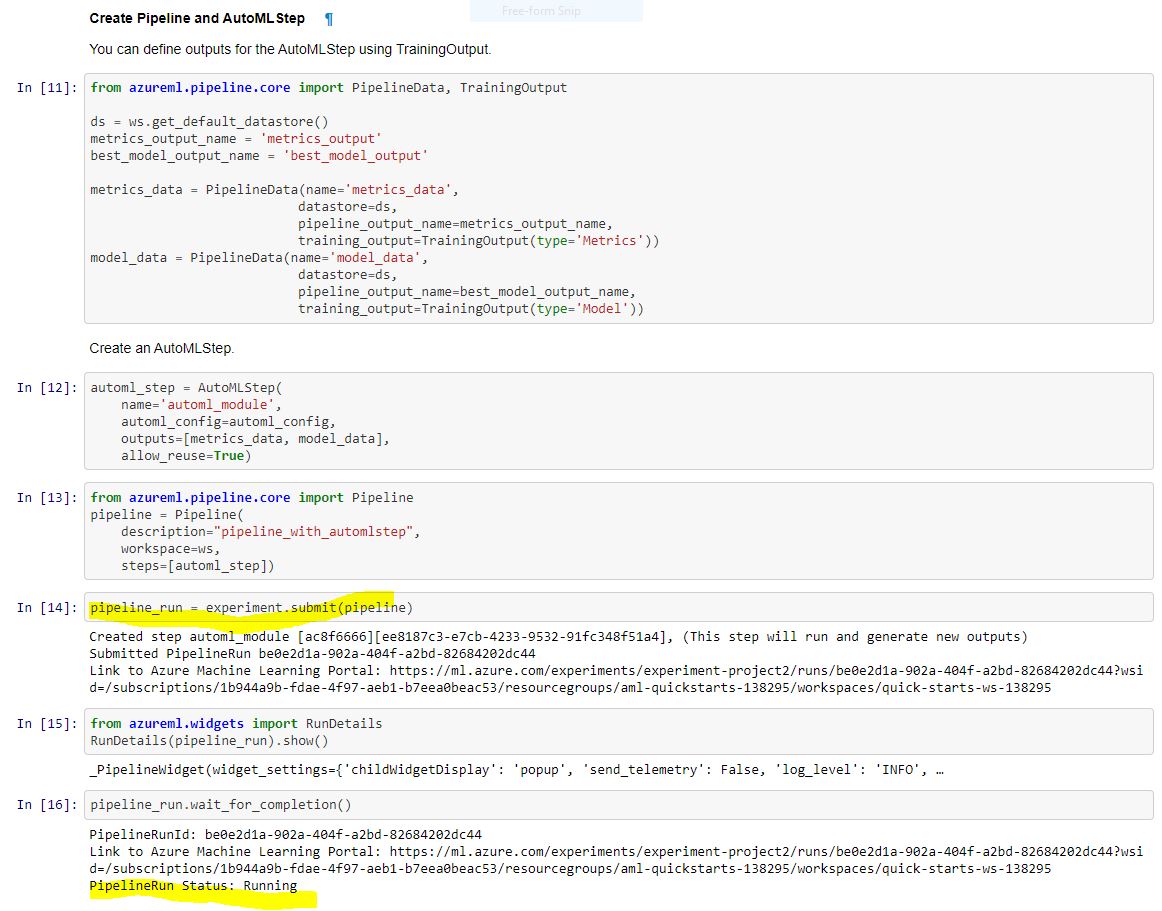 Free-form Snip
Create Pipeline and AutoMLStep ¶
You can define outputs for the AutoMLStep using TrainingOutput.
In [11]: from azureml.pipeline.core import PipelineData, TrainingOutput
ds = ws.get_default_datastore()
metrics_output_name = 'metrics_output'
best_model_output_name = 'best_model_output'
metrics_data = PipelineData(name='metrics_data',
datastore=ds,
pipeline_output_name=metrics_output_name,
training_output=TrainingOutput(type='Metrics'))
model_data = PipelineData(name='model_data',
datastore=ds,
pipeline_output_name=best_model_output_name,
training_output=TrainingOutput(type='Model'))
Create an AutoMLStep.
In [12]: automl_step = AutoMLStep(
name='automl_module',
automl_config=automl_config,
outputs=[metrics_data, model_data],
allow_reuse=True)
In [13]: from azureml.pipeline.core import Pipeline
pipeline = Pipeline(
description="pipeline_with_automlstep",
workspace=ws,
steps=[automl_step])
In [14]: pipeline_run = experiment.submit(pipeline)
Created step automl_module [ac8f6666][ee8187c3-e7cb-4233-9532-91fc348f51a4], (This step will run and generate new outputs)
Submitted PipelineRun be0e2d1a-902a-404f-a2bd-82684202dc44
Link to Azure Machine Learning Portal: https://ml.azure.com/experiments/experiment-project2/runs/be0e2d1a-902a-404f-a2bd-82684202dc44?wsi
d=/subscriptions/1b944a9b-fdae-4f97-aeb1-b7eea0beac53/resourcegroups/aml-quickstarts-138295/workspaces/quick-starts-ws-138295
In [15]: from azureml.widgets import RunDetails
RunDetails(pipeline_run).show()
_PipelineWidget(widget_settings={'childWidgetDisplay': 'popup', 'send_telemetry': False, 'log_level': 'INFO', …
In [16]: pipeline_run.wait_for_completion()
PipelineRunId: be0e2d1a-902a-404f-a2bd-82684202dc44
Link to Azure Machine Learning Portal: https://ml.azure.com/experiments/experiment-project2/runs/be0e2d1a-902a-404f-a2bd-82684202dc44?wsi
d=/subscriptions/1b944a9b-fdae-4f97-aeb1-b7eea0beac53/resourcegroups/aml-quickstarts-138295/workspaces/quick-starts-ws-138295
PipelineRun Status: Running